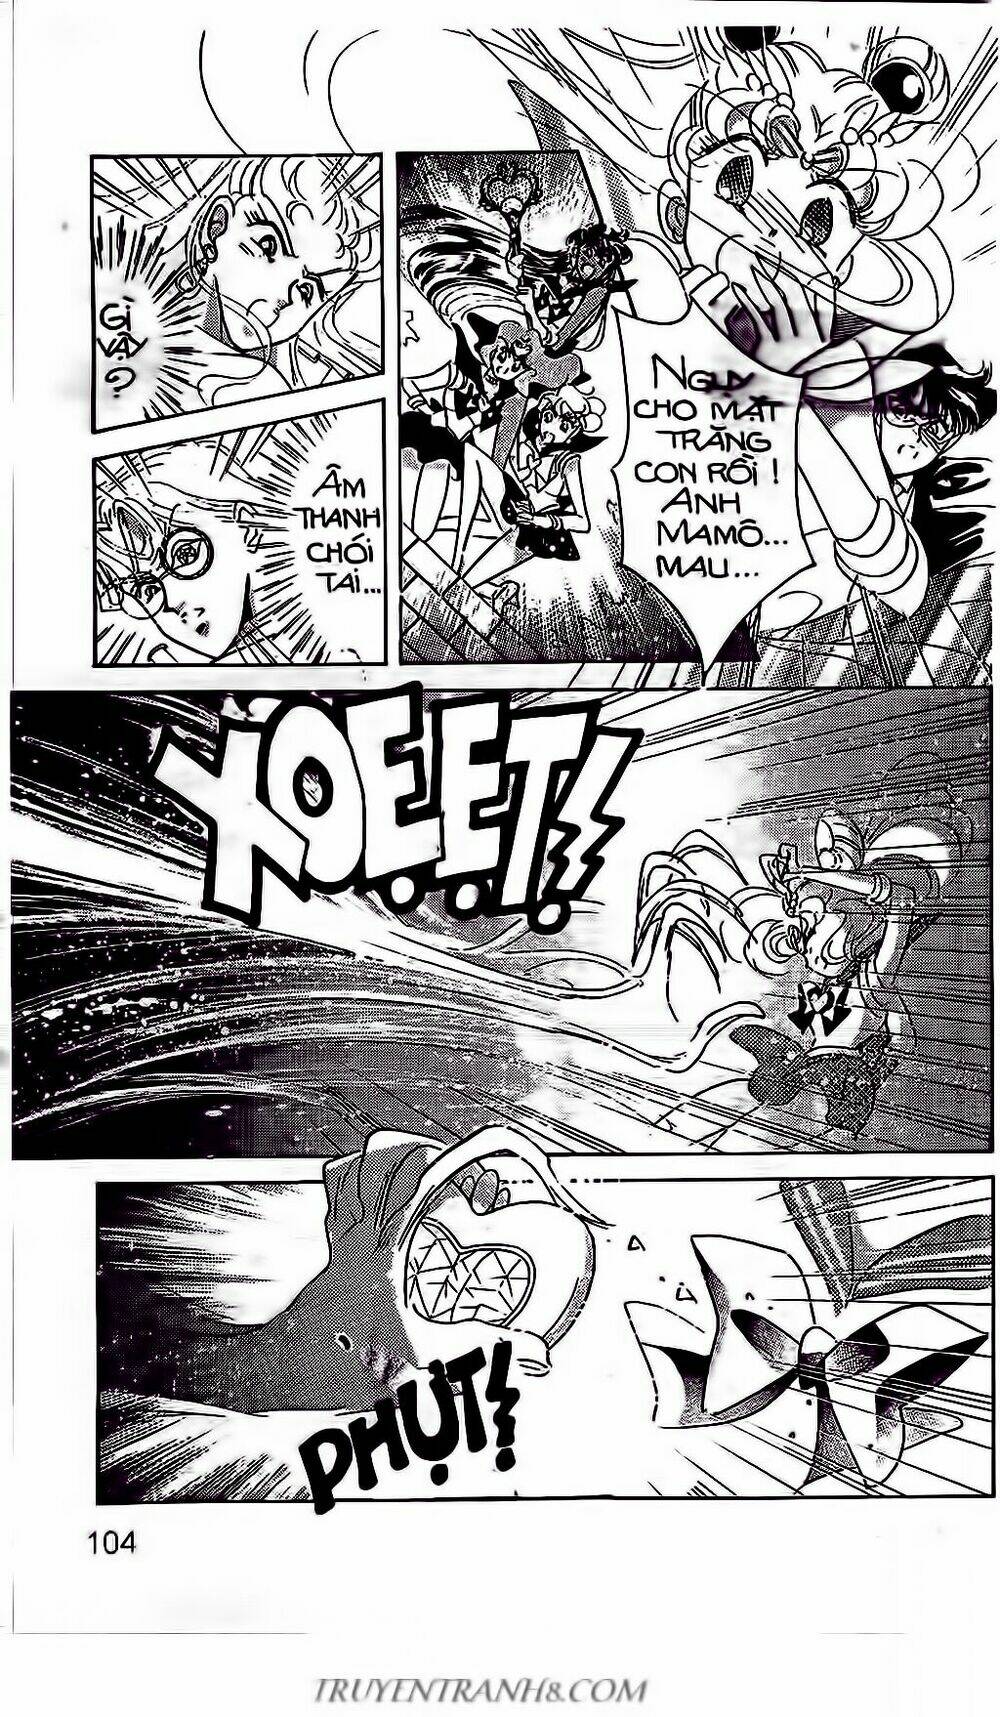 NGUY
CHO MẶT
TRĂNG
CON RỒI!
ANH
MAMÔ...
MAU...
GÌ
VẬY
?
ÂM
THANH
CHÓI
TAI...
XOẸẸT!!
PHỤT!
104
TRUYENTRANH8.COM